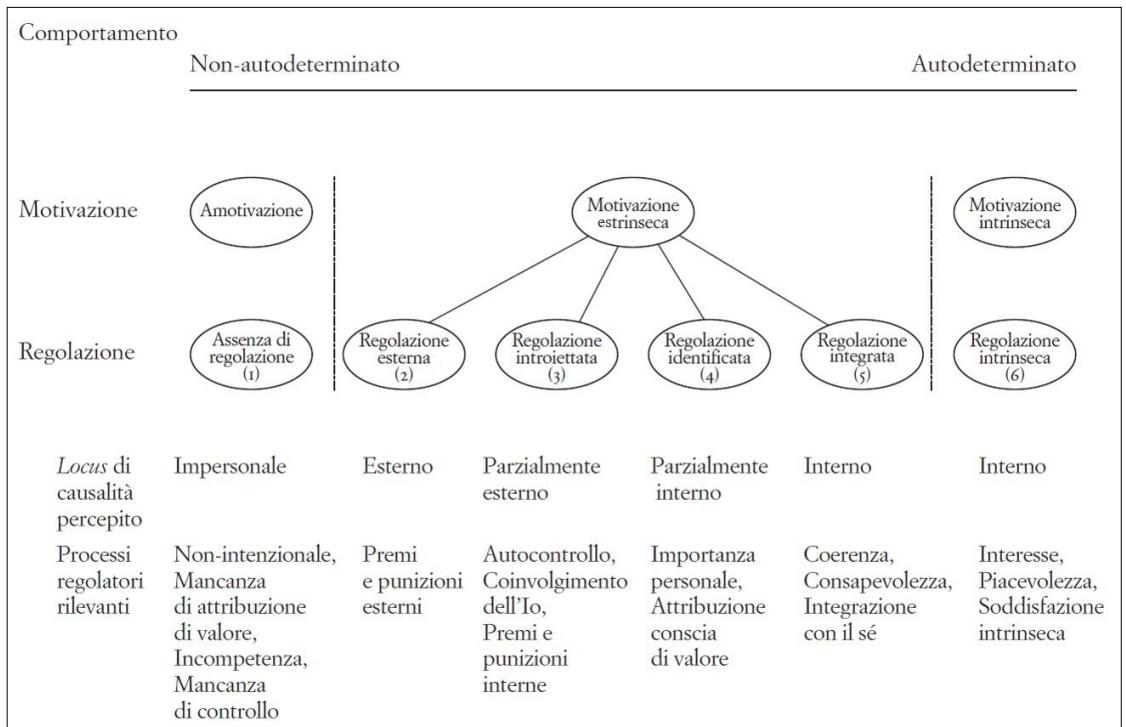 Comportamento
Non-autodeterminato
Autodeterminato
Motivazione
Amotivazione
Motivazione
estrinseca
Motivazione
intrinseca
Regolazione
Assenza di
regolazione
(1)
Regolazione
esterna
(2)
Regolazione
introiettata
(3)
Regolazione
identificata
(4)
Regolazione
integrata
(5)
Regolazione
intrinseca
(6)
Locus di
causalità
percepito
Impersonale
Esterno
Parzialmente
esterno
Parzialmente
interno
Interno
Interno
Processi
regolatori
rilevanti
Non-intenzionale,
Mancanza
di attribuzione
di valore,
Incompetenza,
Mancanza
di controllo
Premi
e punizioni
esterni
Autocontrollo,
Coinvolgimento
dell'Io,
Premi e
punizioni
interne
Importanza
personale,
Attribuzione
conscia
di valore
Coerenza,
Consapevolezza,
Integrazione
con il sé
Interesse,
Piacevolezza,
Soddisfazione
intrinseca